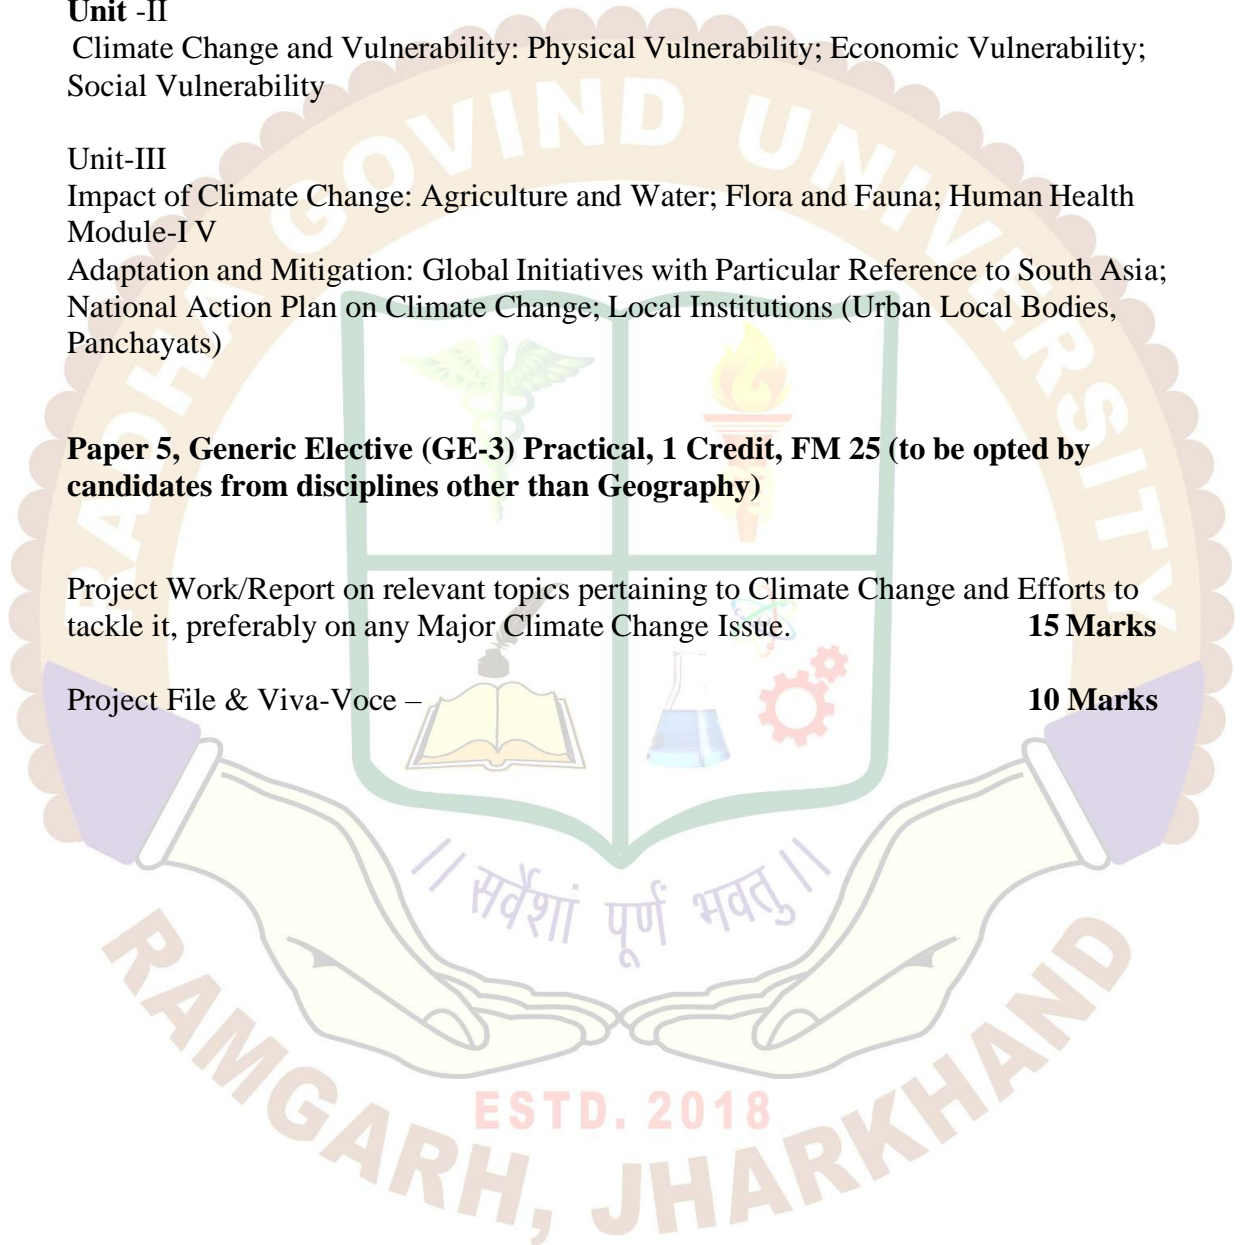 Unit -II
Climate Change and Vulnerability: Physical Vulnerability; Economic Vulnerability;
Social Vulnerability
Unit-III
Impact of Climate Change: Agriculture and Water; Flora and Fauna; Human Health
Module-I V
Adaptation and Mitigation: Global Initiatives with Particular Reference to South Asia;
National Action Plan on Climate Change; Local Institutions (Urban Local Bodies,
Panchayats)
Paper 5, Generic Elective (GE-3) Practical, 1 Credit, FM 25 (to be opted by
candidates from disciplines other than Geography)
Project Work/Report on relevant topics pertaining to Climate Change and Efforts to
tackle it, preferably on any Major Climate Change Issue. 15 Marks
Project File & Viva-Voce – 10 Marks
RADHA GOVIND UNIVERSITY
// सर्वेशां पूर्ण भवतु //
ESTD. 2018
RAMGARH, JHARKHAND